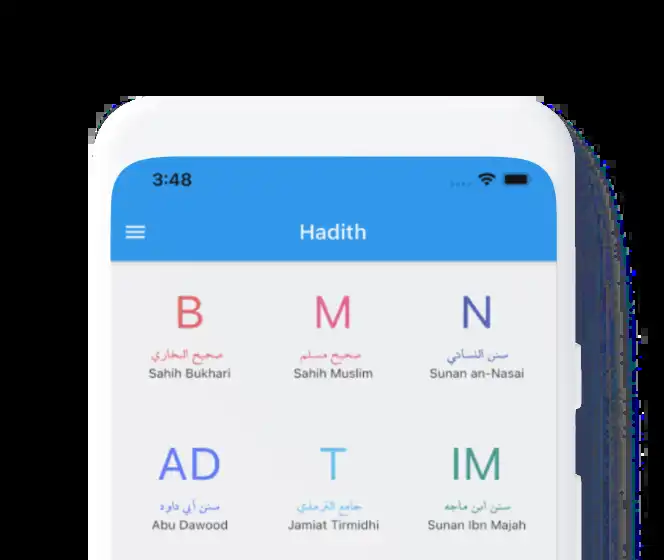 3:48
Hadith
B M N
صحيح البخاري صحيح مسلم سنن النسائي
Sahih Bukhari Sahih Muslim Sunan an-Nasai
AD T IM
سنن أبي داود جامع الترمذي سنن ابن ماجه
Abu Dawood Jamiat Tirmidhi Sunan Ibn Majah